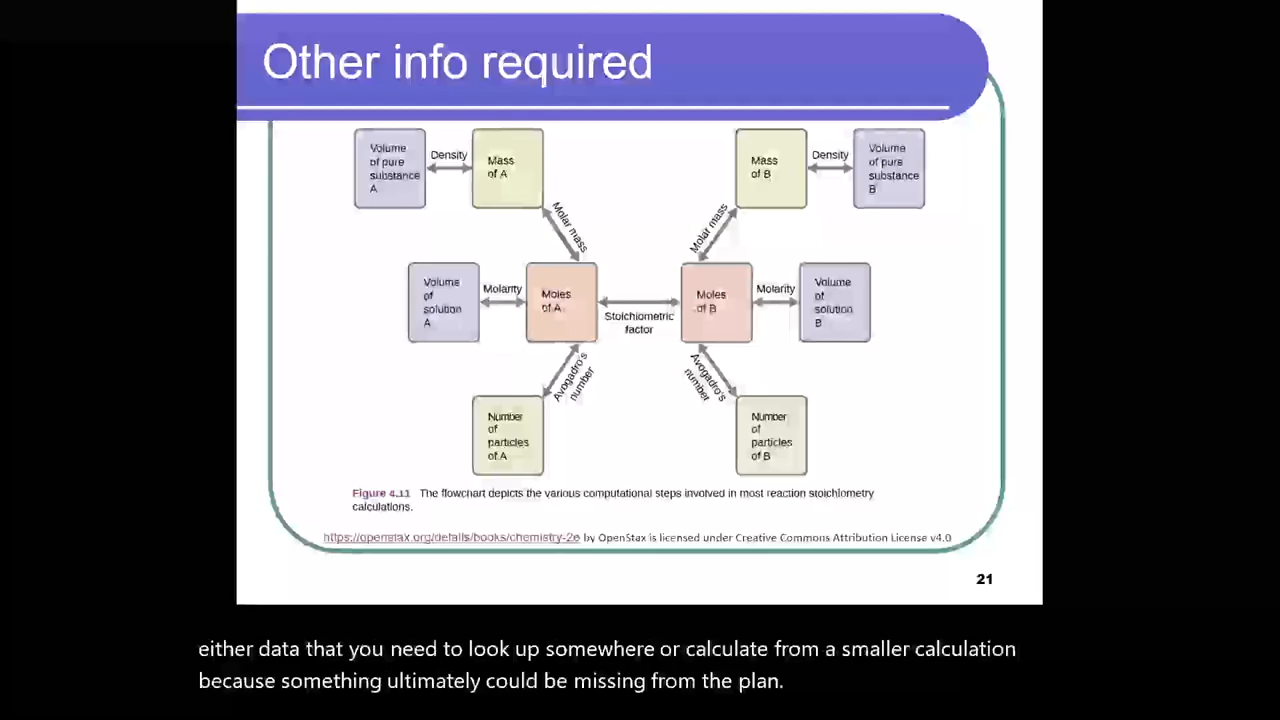 Other info required
Volume
of pure
substance
A
Density
Mass
of A
Mass
of B
Density
Volume
of pure
substance
B
Molar mass
Molar mass
Volume
of
solution
A
Molarity
Moles
of A
Stoichiometric
factor
Moles
of B
Molarity
Volume
of
solution
B
Avogadro's
number
Avogadro's
number
Number
of
particles
of A
Number
of
particles
of B
Figure 4.11 The flowchart depicts the various computational steps involved in most reaction stoichiometry
calculations.
https://openstax.org/details/books/chemistry-2e by OpenStax is licensed under Creative Commons Attribution License v4.0
21
either data that you need to look up somewhere or calculate from a smaller calculation
because something ultimately could be missing from the plan.